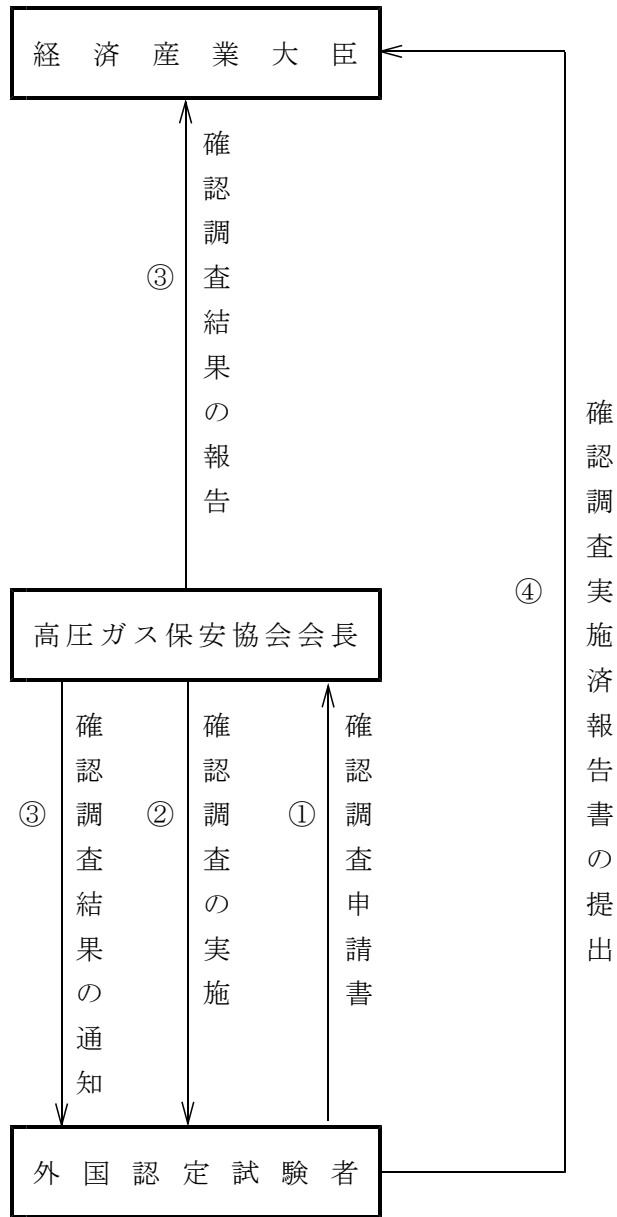 経済産業大臣
③
確認調査結果の報告
④
確認調査実施済報告書の提出
高圧ガス保安協会会長
③
確認調査結果の通知
②
確認調査の実施
①
確認調査申請書
外国認定試験者